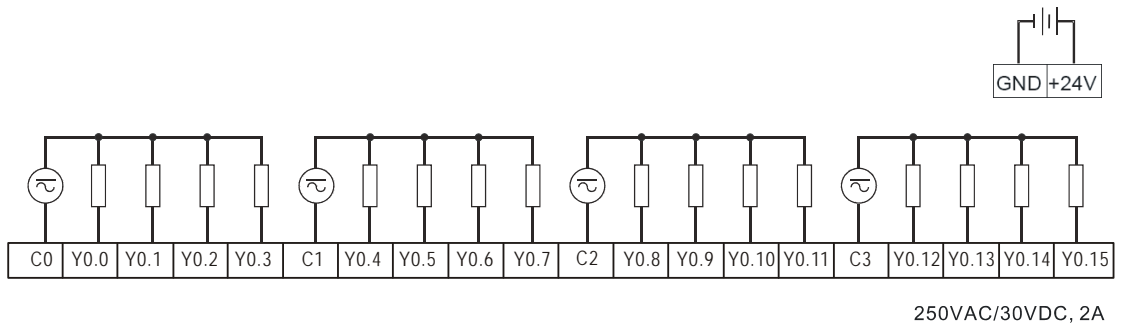 GND +24V
C0 Y0.0 Y0.1 Y0.2 Y0.3 C1 Y0.4 Y0.5 Y0.6 Y0.7 C2 Y0.8 Y0.9 Y0.10 Y0.11 C3 Y0.12 Y0.13 Y0.14 Y0.15
250VAC/30VDC, 2A